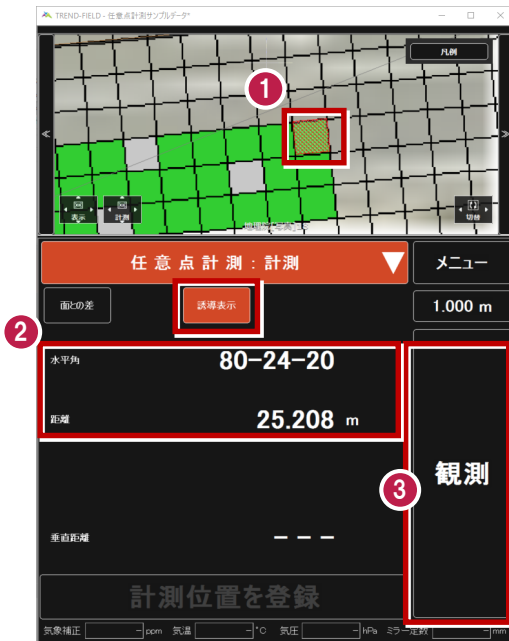 TREND-FIELD - 任意点計測サンプルデータ*
凡例
1
表示
計測
切替
任意点計測：計測
メニュー
面との差
誘導表示
1.000 m
2
水平角 80-24-20
距離 25.208 m
観測
3
垂直距離 - - -
計測位置を登録
気象補正 - ppm 気温 - °C 気圧 - hPa ミラー定数 - mm